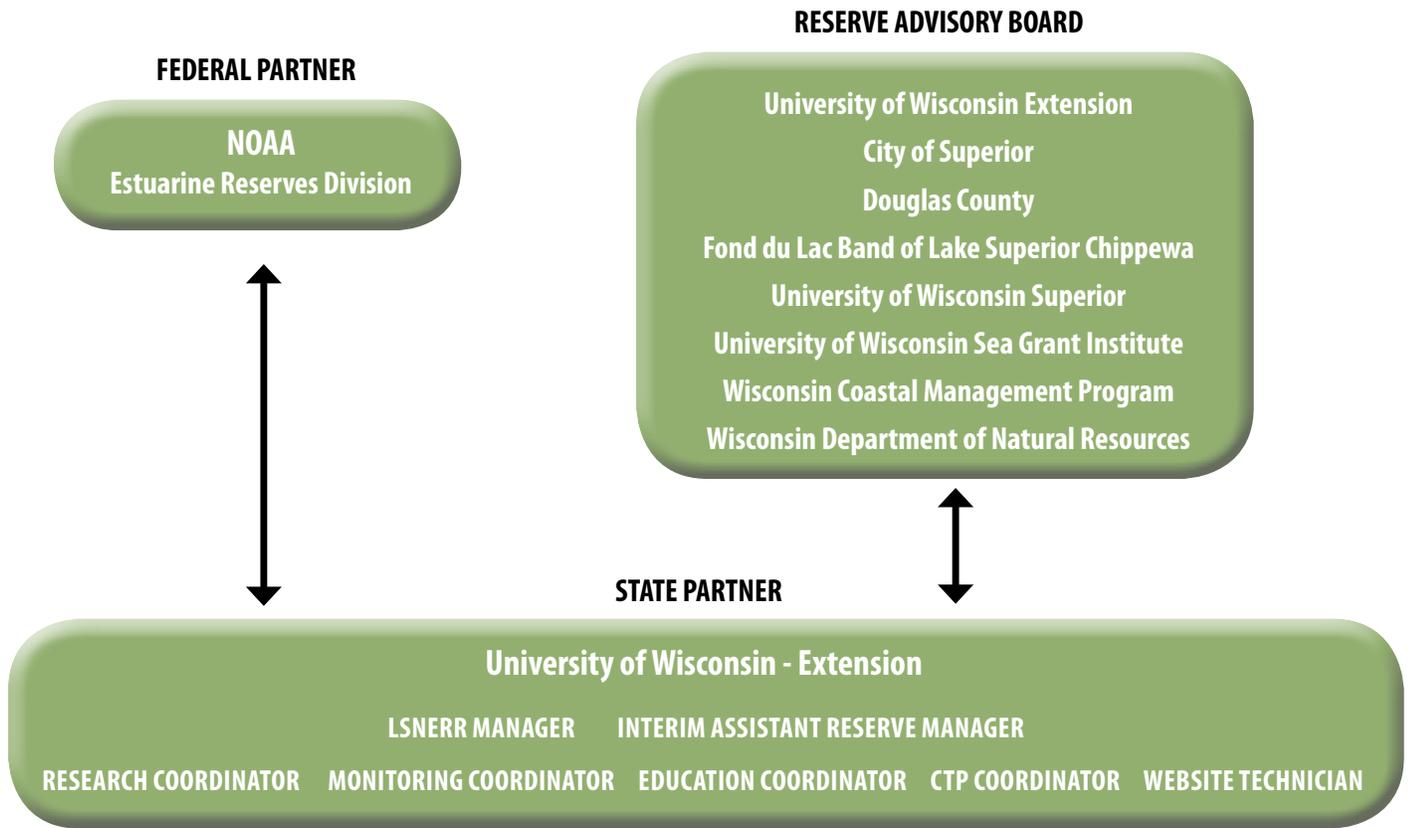 FEDERAL PARTNER
NOAA
Estuarine Reserves Division
RESERVE ADVISORY BOARD
University of Wisconsin Extension
City of Superior
Douglas County
Fond du Lac Band of Lake Superior Chippewa
University of Wisconsin Superior
University of Wisconsin Sea Grant Institute
Wisconsin Coastal Management Program
Wisconsin Department of Natural Resources
STATE PARTNER
University of Wisconsin - Extension
LSNERR MANAGER INTERIM ASSISTANT RESERVE MANAGER
RESEARCH COORDINATOR MONITORING COORDINATOR EDUCATION COORDINATOR CTP COORDINATOR WEBSITE TECHNICIAN